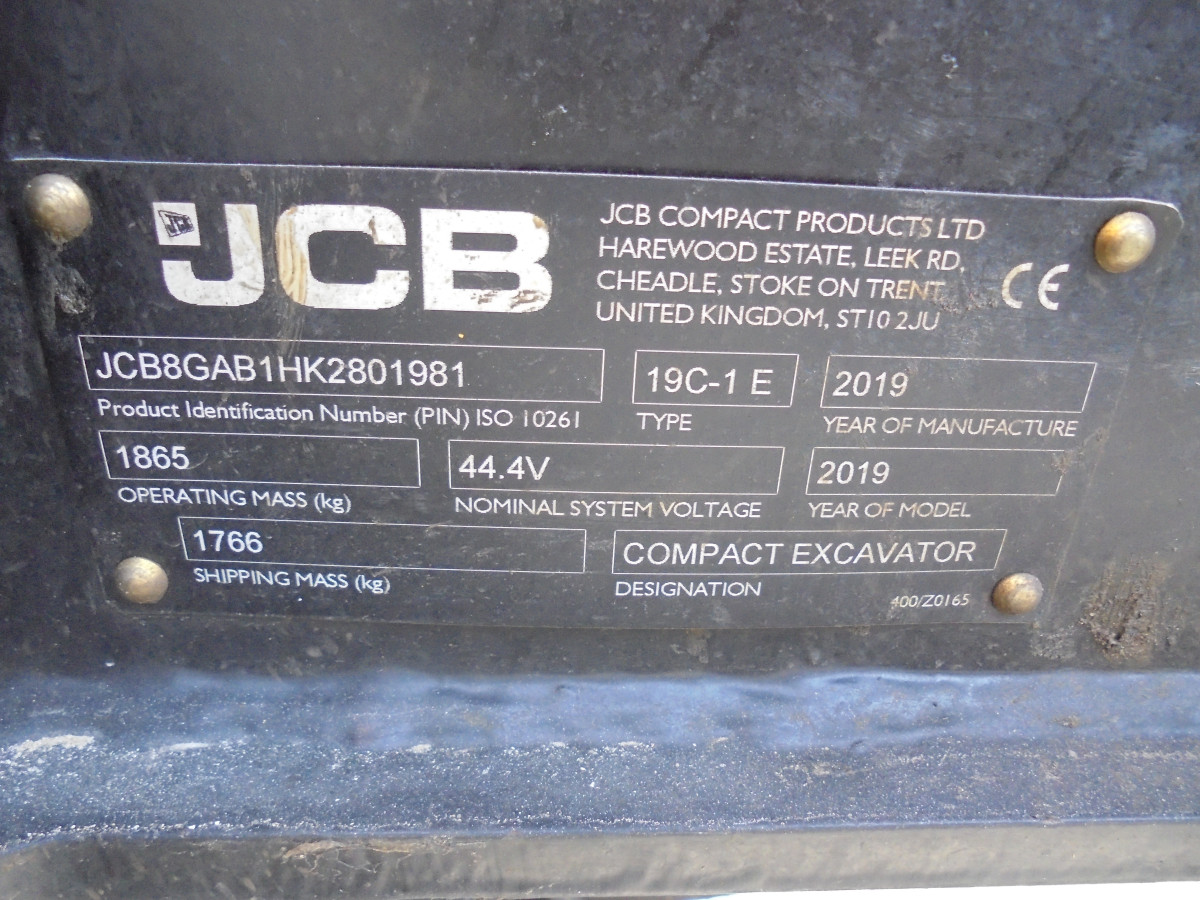 JCB
JCB
JCB COMPACT PRODUCTS LTD
HAREWOOD ESTATE, LEEK RD,
CHEADLE, STOKE ON TRENT,
UNITED KINGDOM, ST10 2JU
CE
JCB8GAB1HK2801981
Product Identification Number (PIN) ISO 10261
19C-1 E
TYPE
2019
YEAR OF MANUFACTURE
1865
OPERATING MASS (kg)
44.4V
NOMINAL SYSTEM VOLTAGE
2019
YEAR OF MODEL
1766
SHIPPING MASS (kg)
COMPACT EXCAVATOR
DESIGNATION
400/Z0165